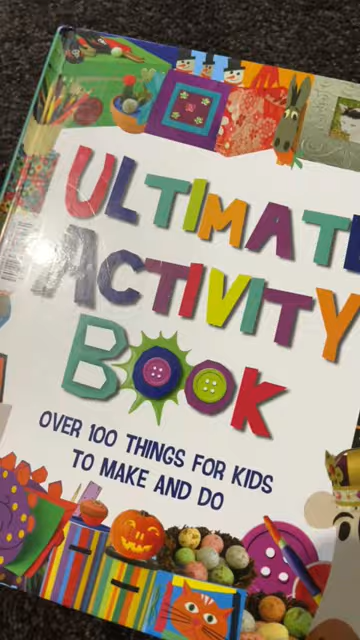 ULTIMATE
ACTIVITY
BOOK
OVER 100 THINGS FOR KIDS
TO MAKE AND DO